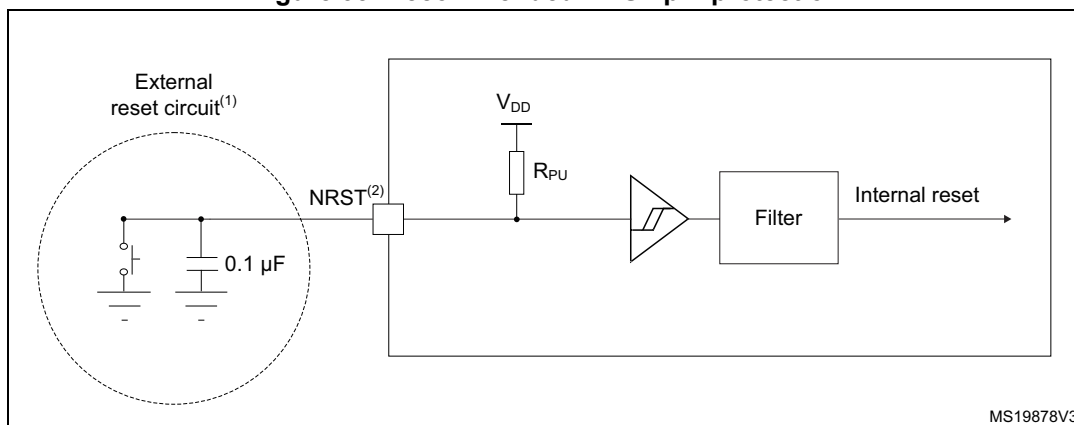 External
reset circuit(1)
VDD
RPU
NRST(2)
Filter
Internal reset
0.1 µF
MS19878V3